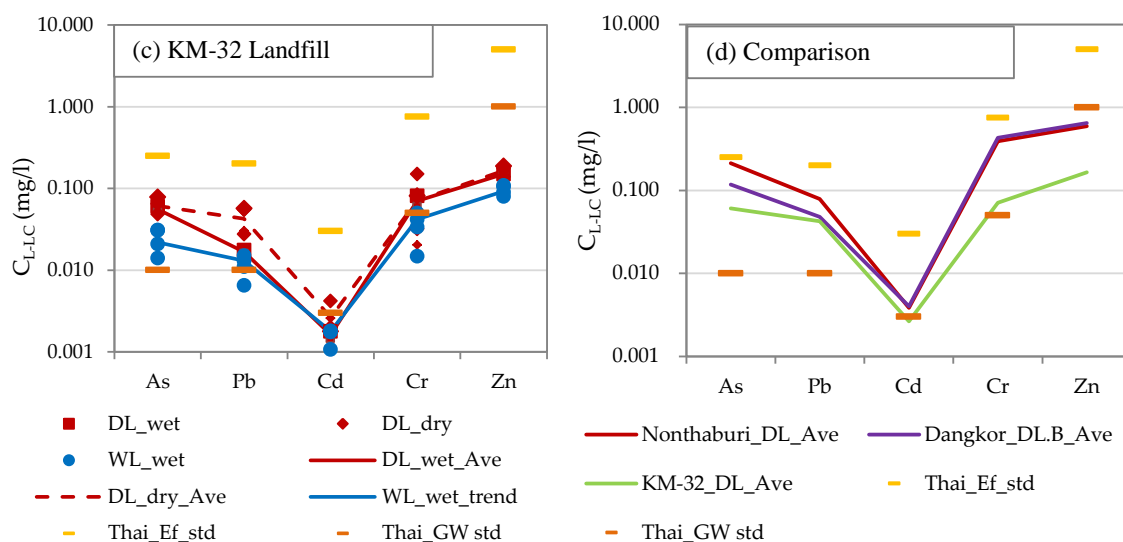 (c) KM-32 Landfill
C_L-LC (mg/l)
10.000
1.000
0.100
0.010
0.001
As Pb Cd Cr Zn
DL_wet DL_dry
WL_wet DL_wet_Ave
DL_dry_Ave WL_wet_trend
Thai_Ef_std Thai_GW std
(d) Comparison
C_L-LC (mg/l)
10.000
1.000
0.100
0.010
0.001
As Pb Cd Cr Zn
Nonthaburi_DL_Ave Dangkor_DL.B_Ave
KM-32_DL_Ave Thai_Ef_std
Thai_GW std